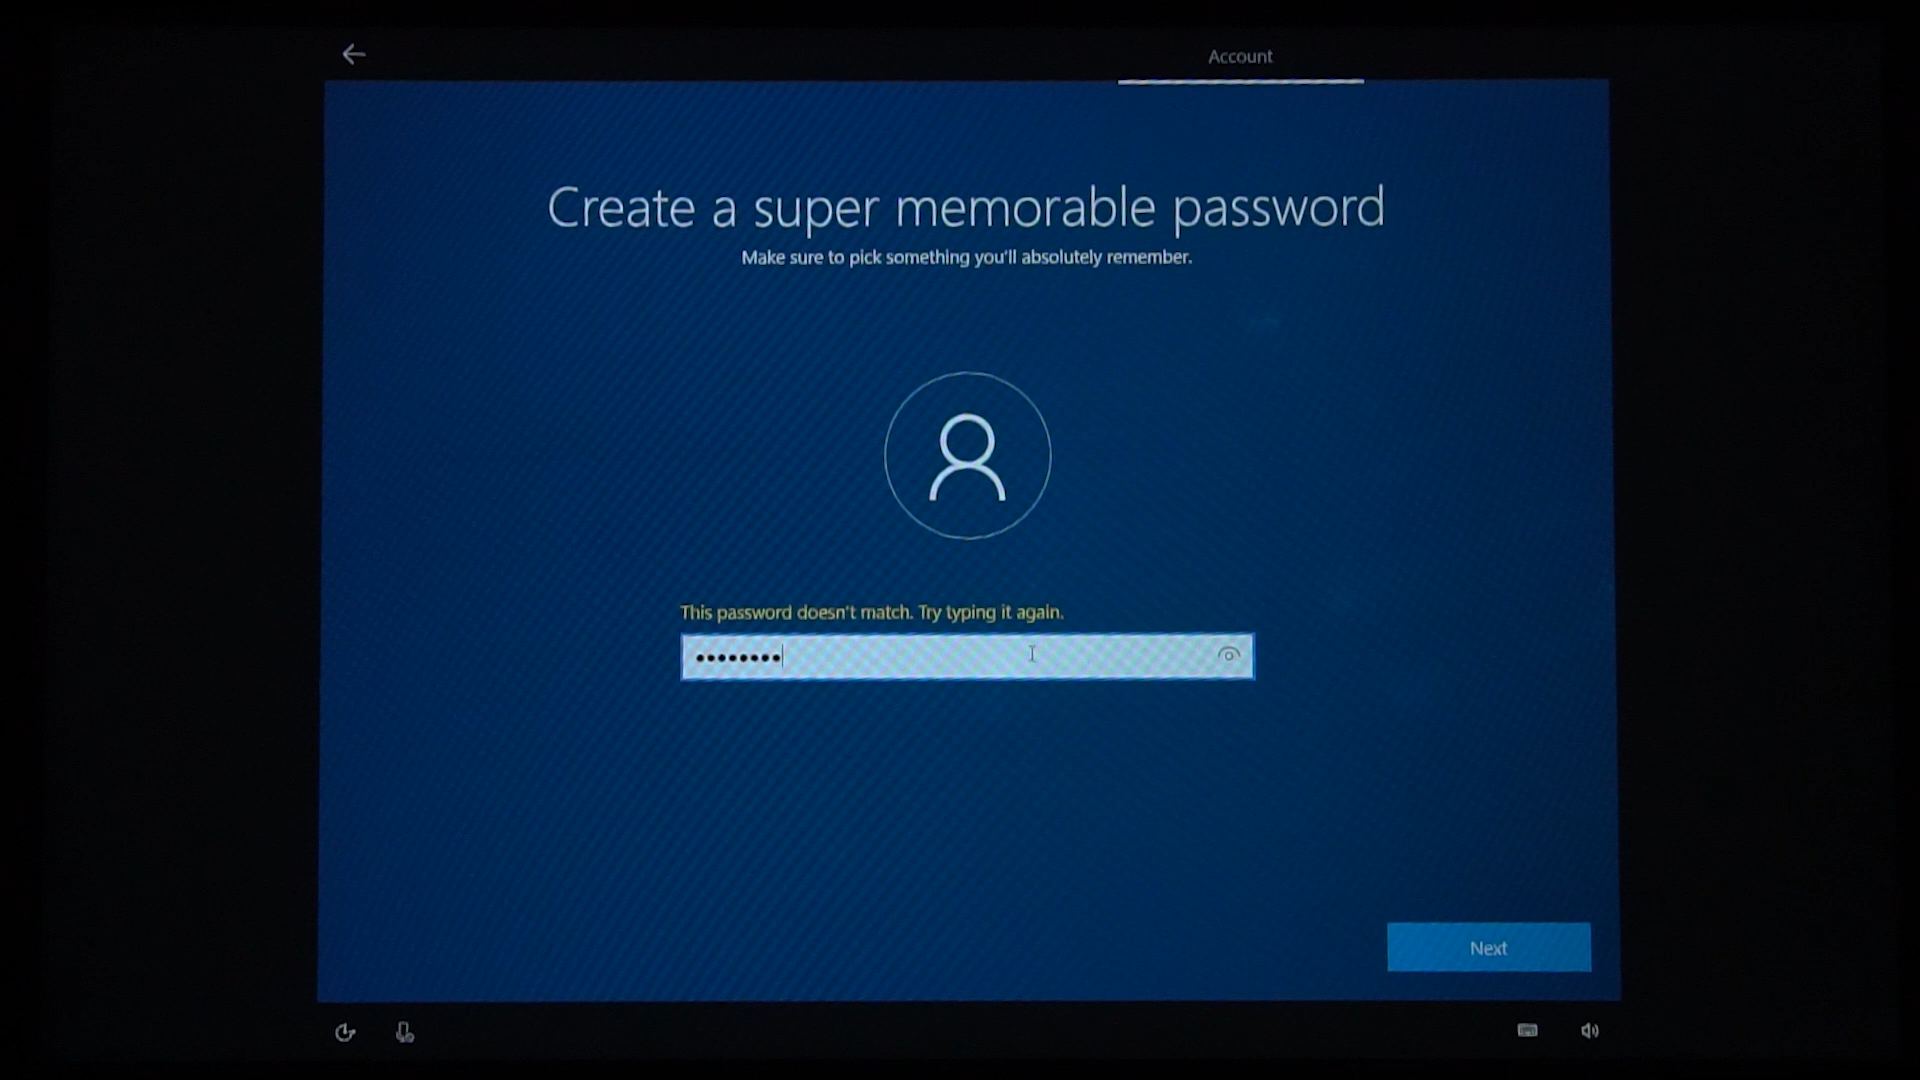 Account
Create a super memorable password
Make sure to pick something you'll absolutely remember.
This password doesn't match. Try typing it again.
Next